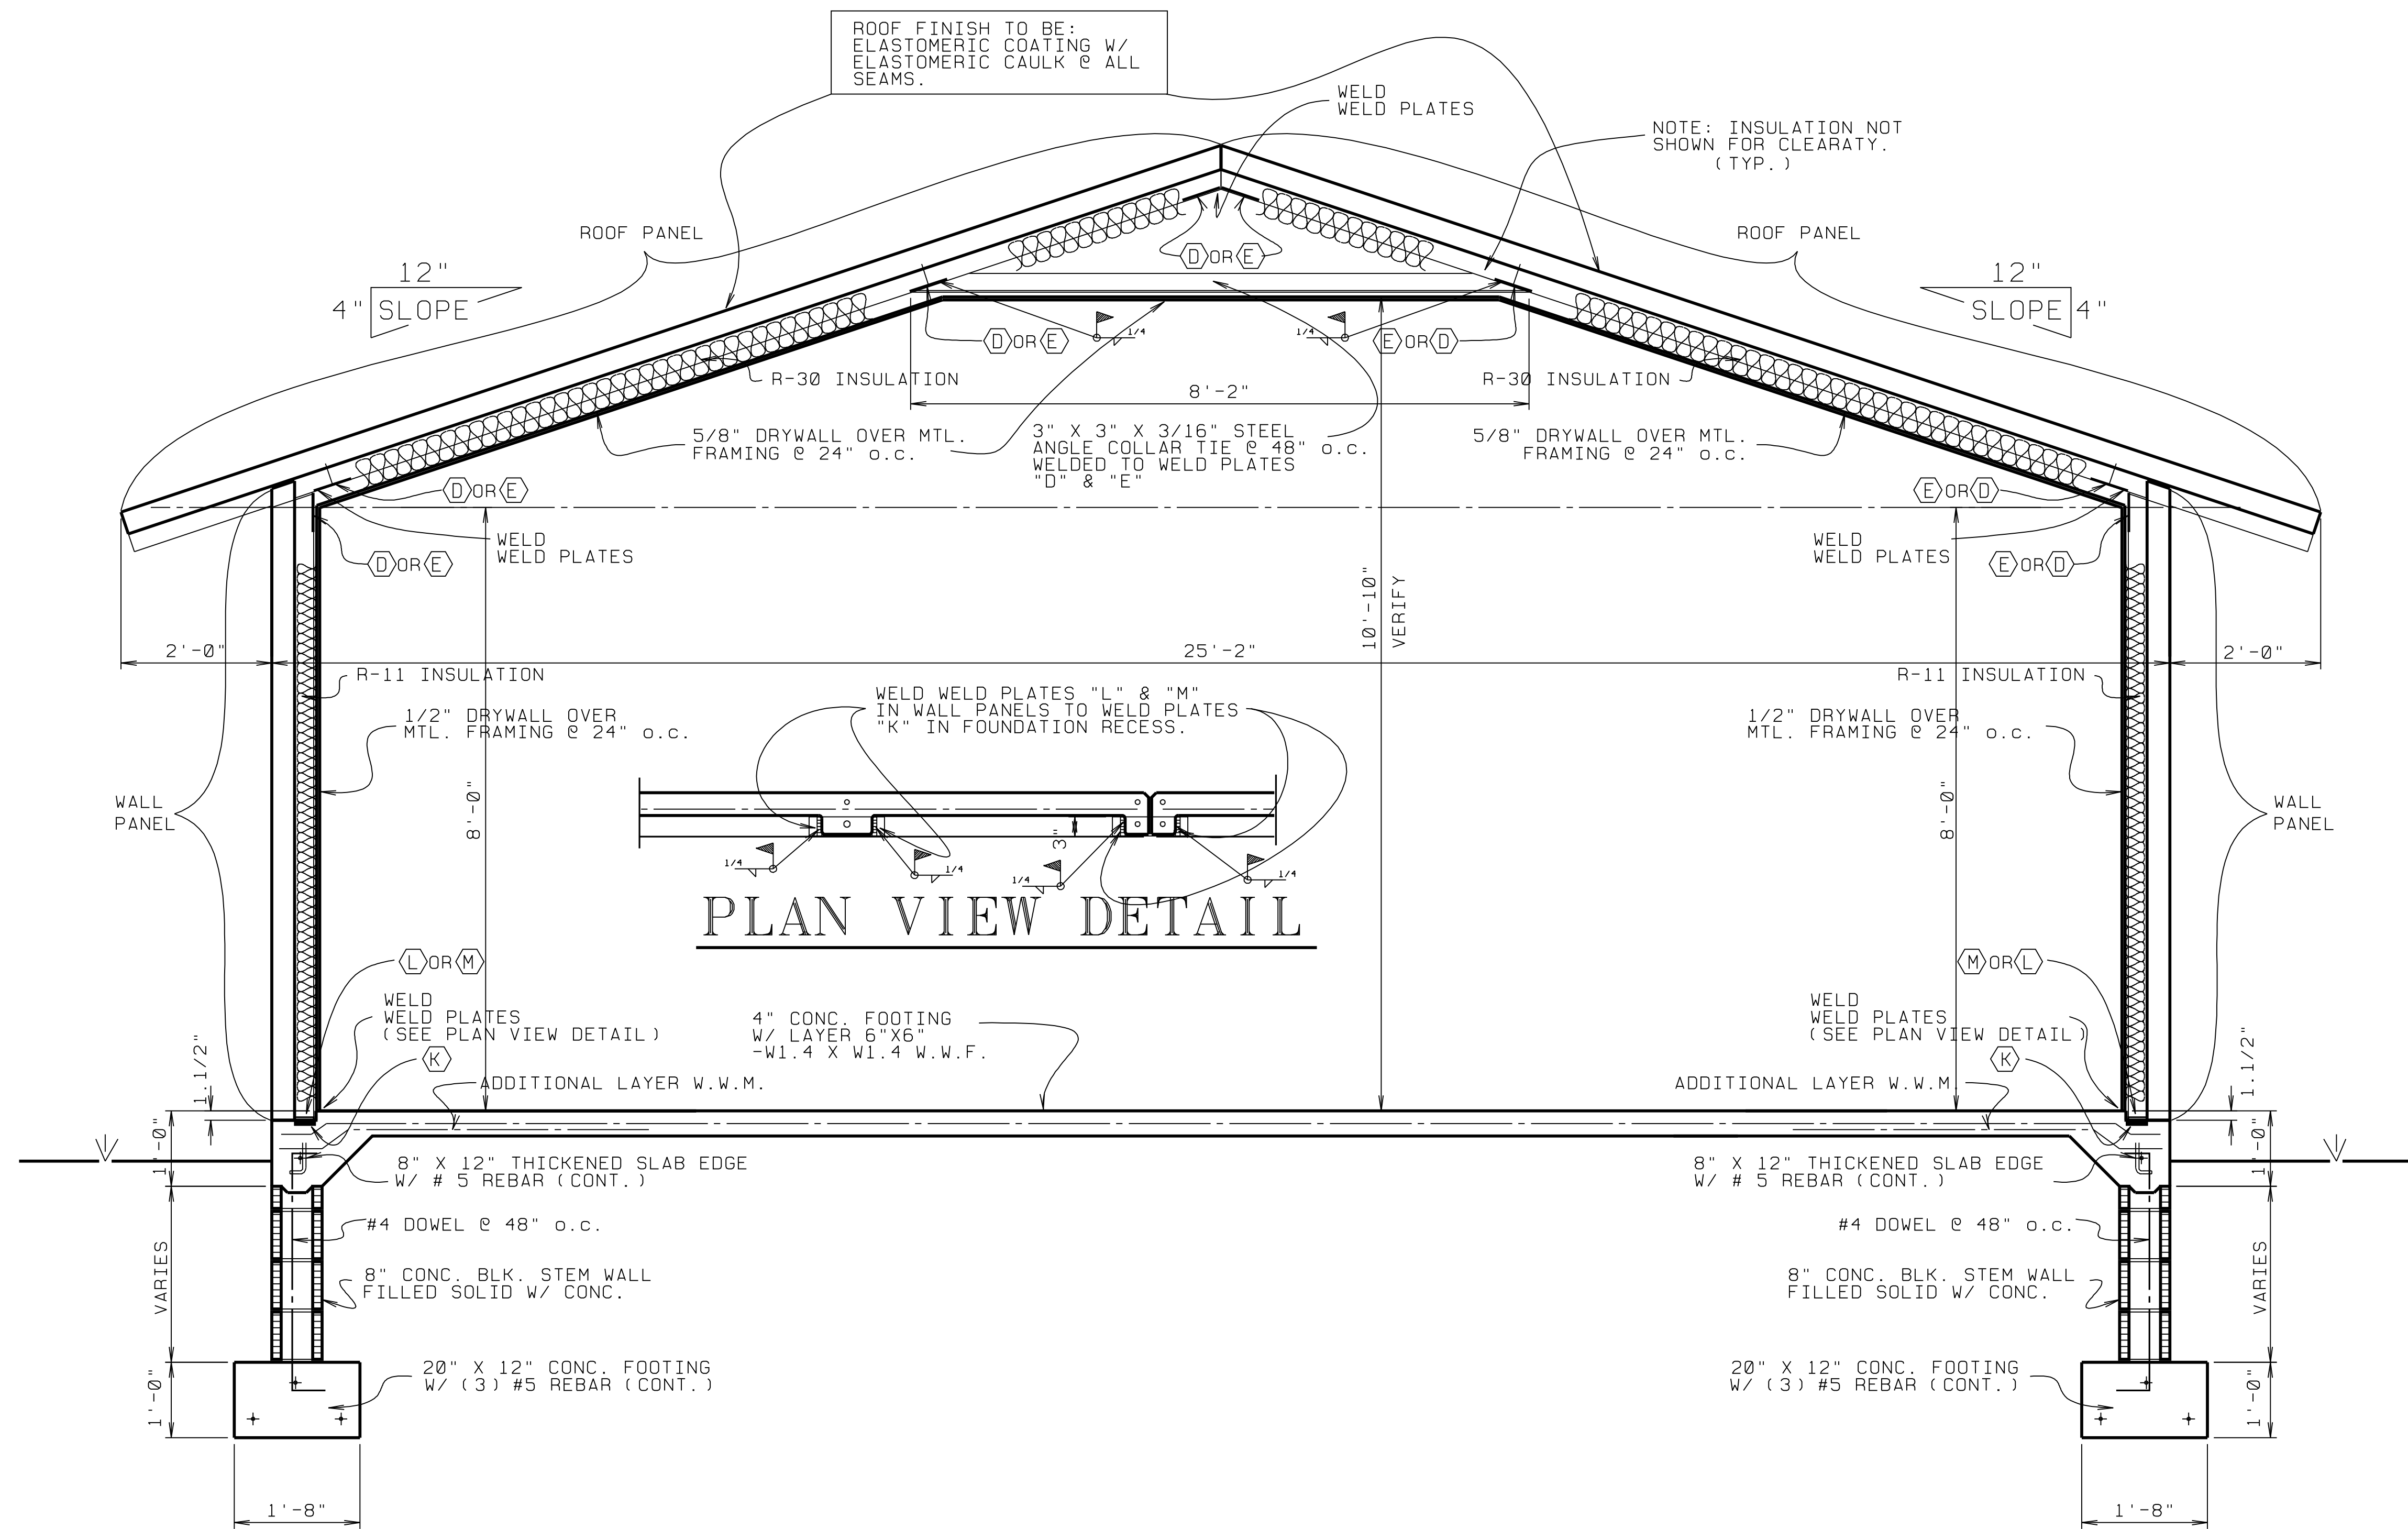 ROOF FINISH TO BE:
ELASTOMERIC COATING W/
ELASTOMERIC CAULK @ ALL
SEAMS.
WELD
WELD PLATES
NOTE: INSULATION NOT
SHOWN FOR CLEARATY.
(TYP.)
ROOF PANEL
ROOF PANEL
12"
4" SLOPE
12"
SLOPE 4"
D OR E
D OR E
1/4
1/4
E OR D
R-30 INSULATION
R-30 INSULATION
8'-2"
5/8" DRYWALL OVER MTL.
FRAMING @ 24" o.c.
3" X 3" X 3/16" STEEL
ANGLE COLLAR TIE @ 48" o.c.
WELDED TO WELD PLATES
"D" & "E"
5/8" DRYWALL OVER MTL.
FRAMING @ 24" o.c.
D OR E
E OR D
WELD
WELD PLATES
D OR E
WELD
WELD PLATES
E OR D
10'-10"
VERIFY
2'-0"
25'-2"
2'-0"
R-11 INSULATION
R-11 INSULATION
WELD WELD PLATES "L" & "M"
IN WALL PANELS TO WELD PLATES
"K" IN FOUNDATION RECESS.
1/2" DRYWALL OVER
MTL. FRAMING @ 24" o.c.
1/2" DRYWALL OVER
MTL. FRAMING @ 24" o.c.
WALL
PANEL
8'-0"
3"
8'-0"
WALL
PANEL
1/4
1/4
1/4
1/4
PLAN VIEW DETAIL
L OR M
M OR L
WELD
WELD PLATES
(SEE PLAN VIEW DETAIL)
4" CONC. FOOTING
W/ LAYER 6"X6"
-W1.4 X W1.4 W.W.F.
WELD
WELD PLATES
(SEE PLAN VIEW DETAIL)
1.1/2"
K
K
1.1/2"
ADDITIONAL LAYER W.W.M.
ADDITIONAL LAYER W.W.M.
1'-0"
8" X 12" THICKENED SLAB EDGE
W/ # 5 REBAR (CONT.)
8" X 12" THICKENED SLAB EDGE
W/ # 5 REBAR (CONT.)
1'-0"
#4 DOWEL @ 48" o.c.
#4 DOWEL @ 48" o.c.
VARIES
8" CONC. BLK. STEM WALL
FILLED SOLID W/ CONC.
8" CONC. BLK. STEM WALL
FILLED SOLID W/ CONC.
VARIES
1'-0"
20" X 12" CONC. FOOTING
W/ (3) #5 REBAR (CONT.)
20" X 12" CONC. FOOTING
W/ (3) #5 REBAR (CONT.)
1'-0"
1'-8"
1'-8"